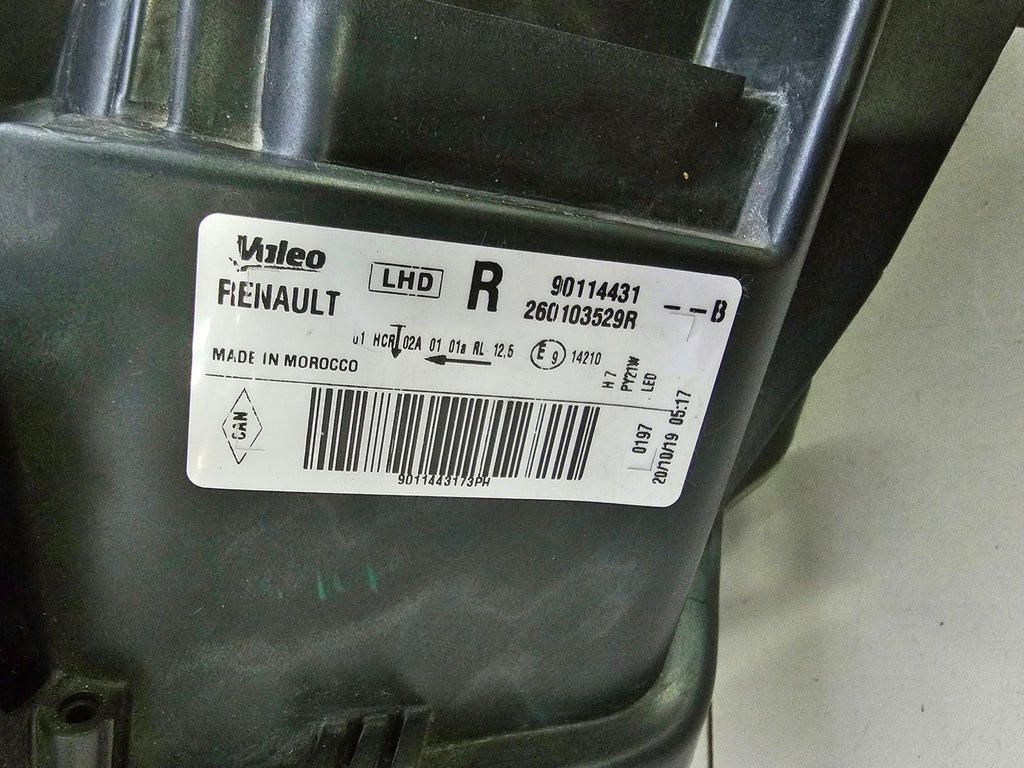 Valeo
RENAULT
LHD
R
90114431
260103529R
--B
01 HCR 02A 01 01a RL 12,5
E 9 14210
MADE IN MOROCCO
H 7
PY21W
LED
CAN
9011443173PH
0197
20/10/19 05:17